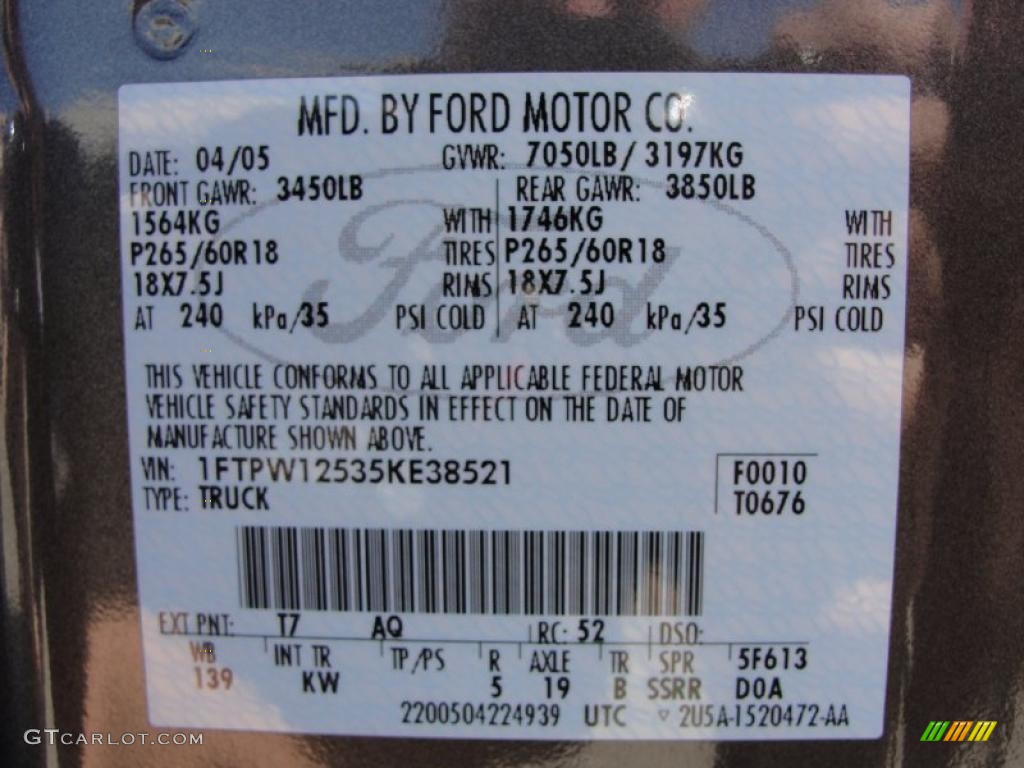 MFD. BY FORD MOTOR CO.
DATE: 04/05 GVWR: 7050LB/ 3197KG
FRONT GAWR: 3450LB REAR GAWR: 3850LB
1564KG WITH 1746KG WITH
P265/60R18 TIRES P265/60R18 TIRES
18X7.5J RIMS 18X7.5J RIMS
AT 240 kPa/35 PSI COLD AT 240 kPa/35 PSI COLD
Ford
THIS VEHICLE CONFORMS TO ALL APPLICABLE FEDERAL MOTOR
VEHICLE SAFETY STANDARDS IN EFFECT ON THE DATE OF
MANUFACTURE SHOWN ABOVE.
VIN: 1FTPW12535KE38521 F0010
TYPE: TRUCK T0676
EXT PNT: T7 AQ RC: 52 DSO:
WB INT TR TP/PS R AXLE TR SPR 5F613
139 KW 5 19 B SSRR D0A
2200504224939 UTC ▽ 2U5A-1520472-AA
GTCARLOT.COM